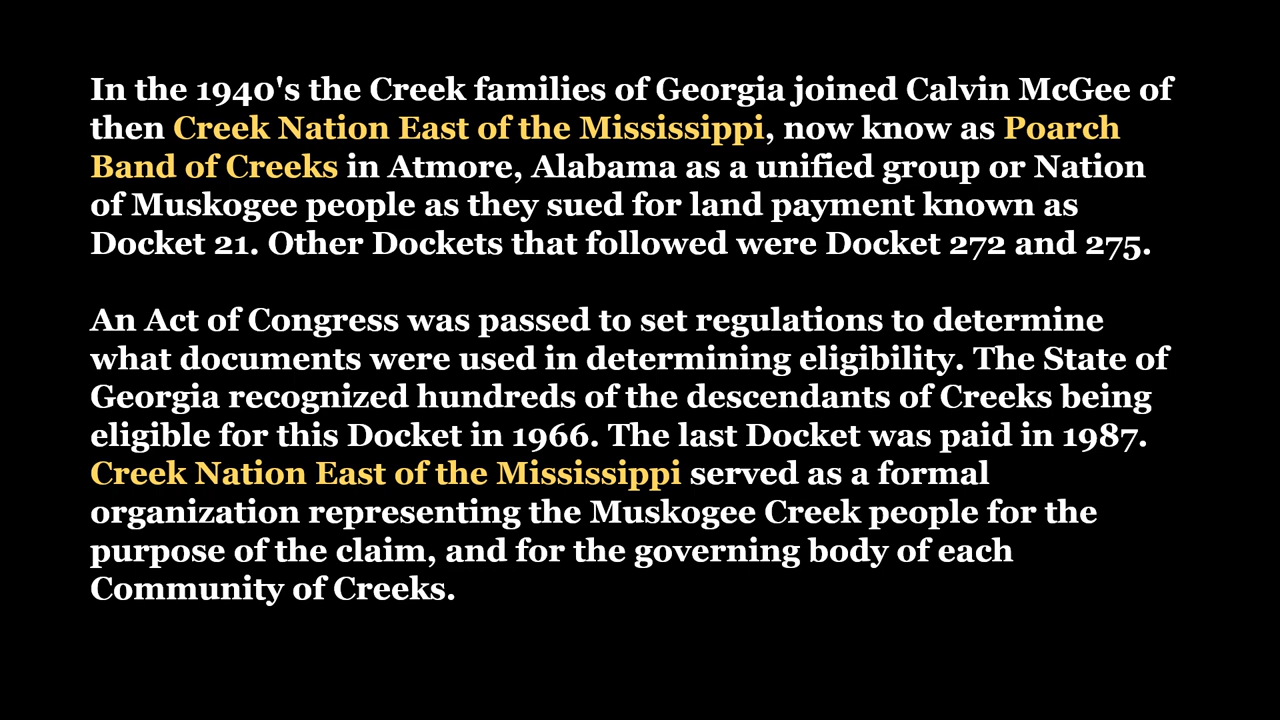 In the 1940's the Creek families of Georgia joined Calvin McGee of
then Creek Nation East of the Mississippi, now know as Poarch
Band of Creeks in Atmore, Alabama as a unified group or Nation
of Muskogee people as they sued for land payment known as
Docket 21. Other Dockets that followed were Docket 272 and 275.

An Act of Congress was passed to set regulations to determine
what documents were used in determining eligibility. The State of
Georgia recognized hundreds of the descendants of Creeks being
eligible for this Docket in 1966. The last Docket was paid in 1987.
Creek Nation East of the Mississippi served as a formal
organization representing the Muskogee Creek people for the
purpose of the claim, and for the governing body of each
Community of Creeks.